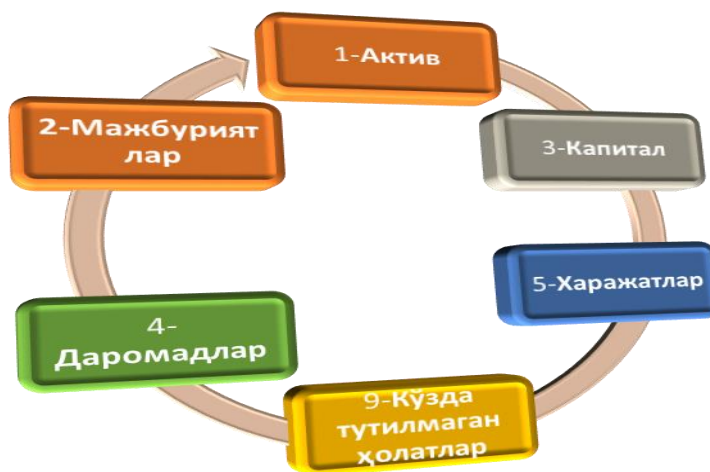 1-Актив
3-Капитал
5-Харажатлар
9-Кўзда
тутилмаган
ҳолатлар
4-
Даромадлар
2-Мажбурият
лар